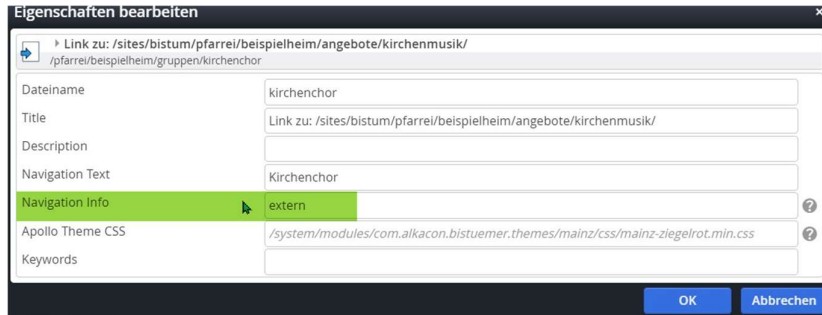 Eigenschaften bearbeiten
Link zu: /sites/bistum/pfarrei/beispielheim/angebote/kirchenmusik/
/pfarrei/beispielheim/gruppen/kirchenchor
Dateiname kirchenchor
Title Link zu: /sites/bistum/pfarrei/beispielheim/angebote/kirchenmusik/
Description
Navigation Text Kirchenchor
Navigation Info extern
Apollo Theme CSS /system/modules/com.alkacon.bistuemer.themes/mainz/css/mainz-ziegelrot.min.css
Keywords
OK Abbrechen